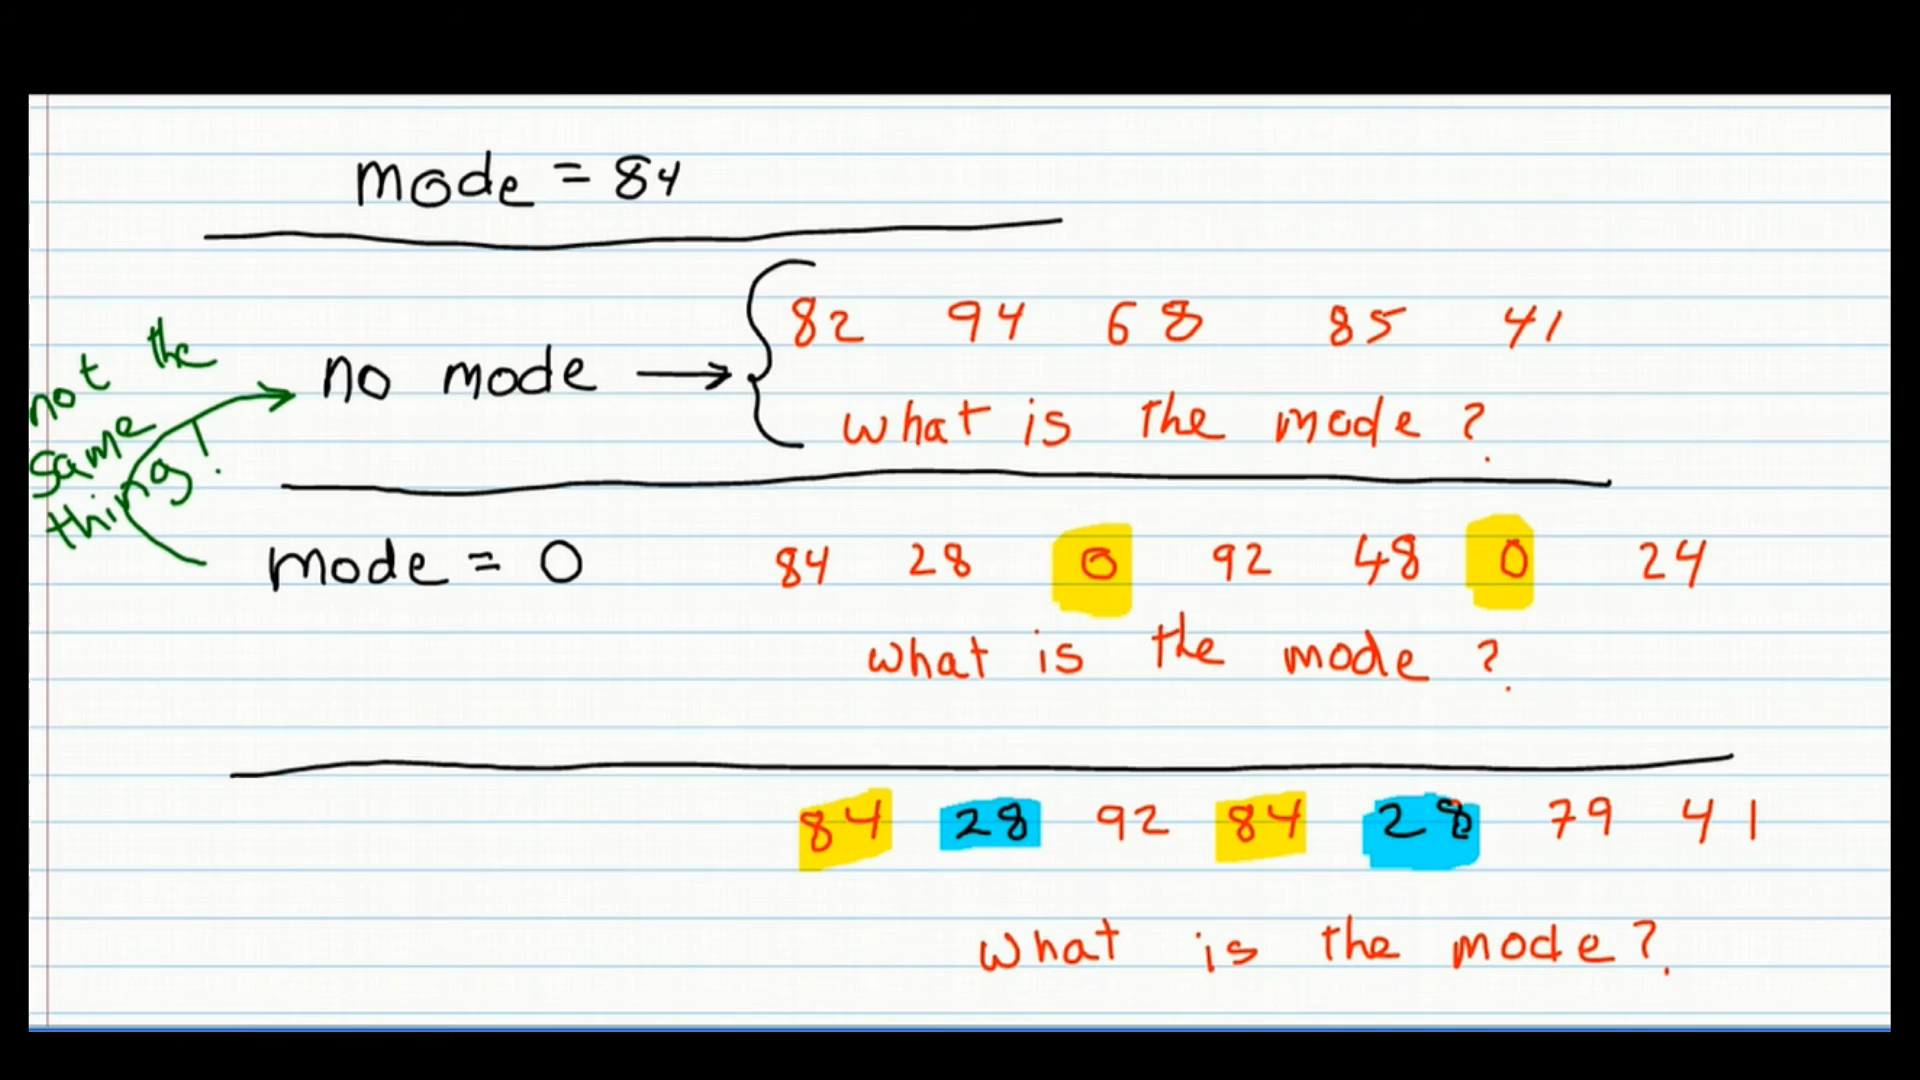 mode = 84
82 94 68 85 41
no mode →
what is the mode ?
not the
same
thing!
mode = 0 84 28 0 92 48 0 24
what is the mode ?
84 28 92 84 28 79 41
what is the mode?